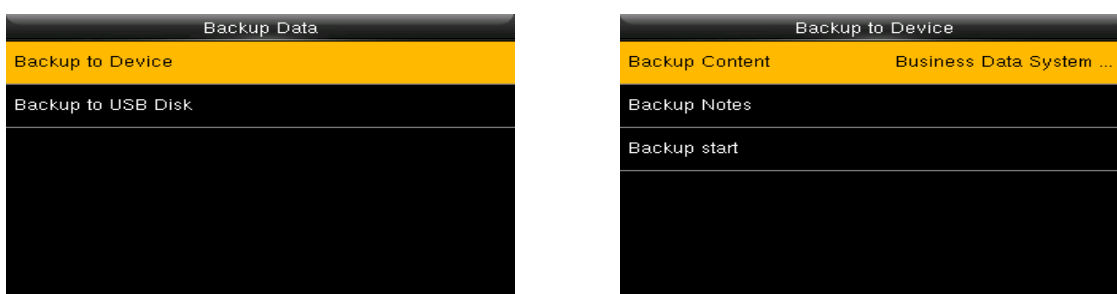 Backup Data
Backup to Device
Backup to USB Disk
Backup to Device
Backup Content Business Data System ...
Backup Notes
Backup start